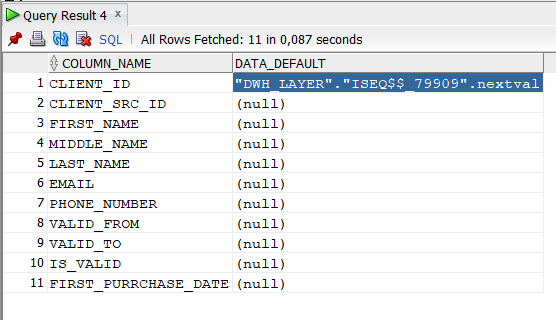 Query Result 4 ×
SQL | All Rows Fetched: 11 in 0,087 seconds
COLUMN_NAME DATA_DEFAULT
1 CLIENT_ID "DWH_LAYER"."ISEQ$$_79909".nextval
2 CLIENT_SRC_ID (null)
3 FIRST_NAME (null)
4 MIDDLE_NAME (null)
5 LAST_NAME (null)
6 EMAIL (null)
7 PHONE_NUMBER (null)
8 VALID_FROM (null)
9 VALID_TO (null)
10 IS_VALID (null)
11 FIRST_PURRCHASE_DATE (null)